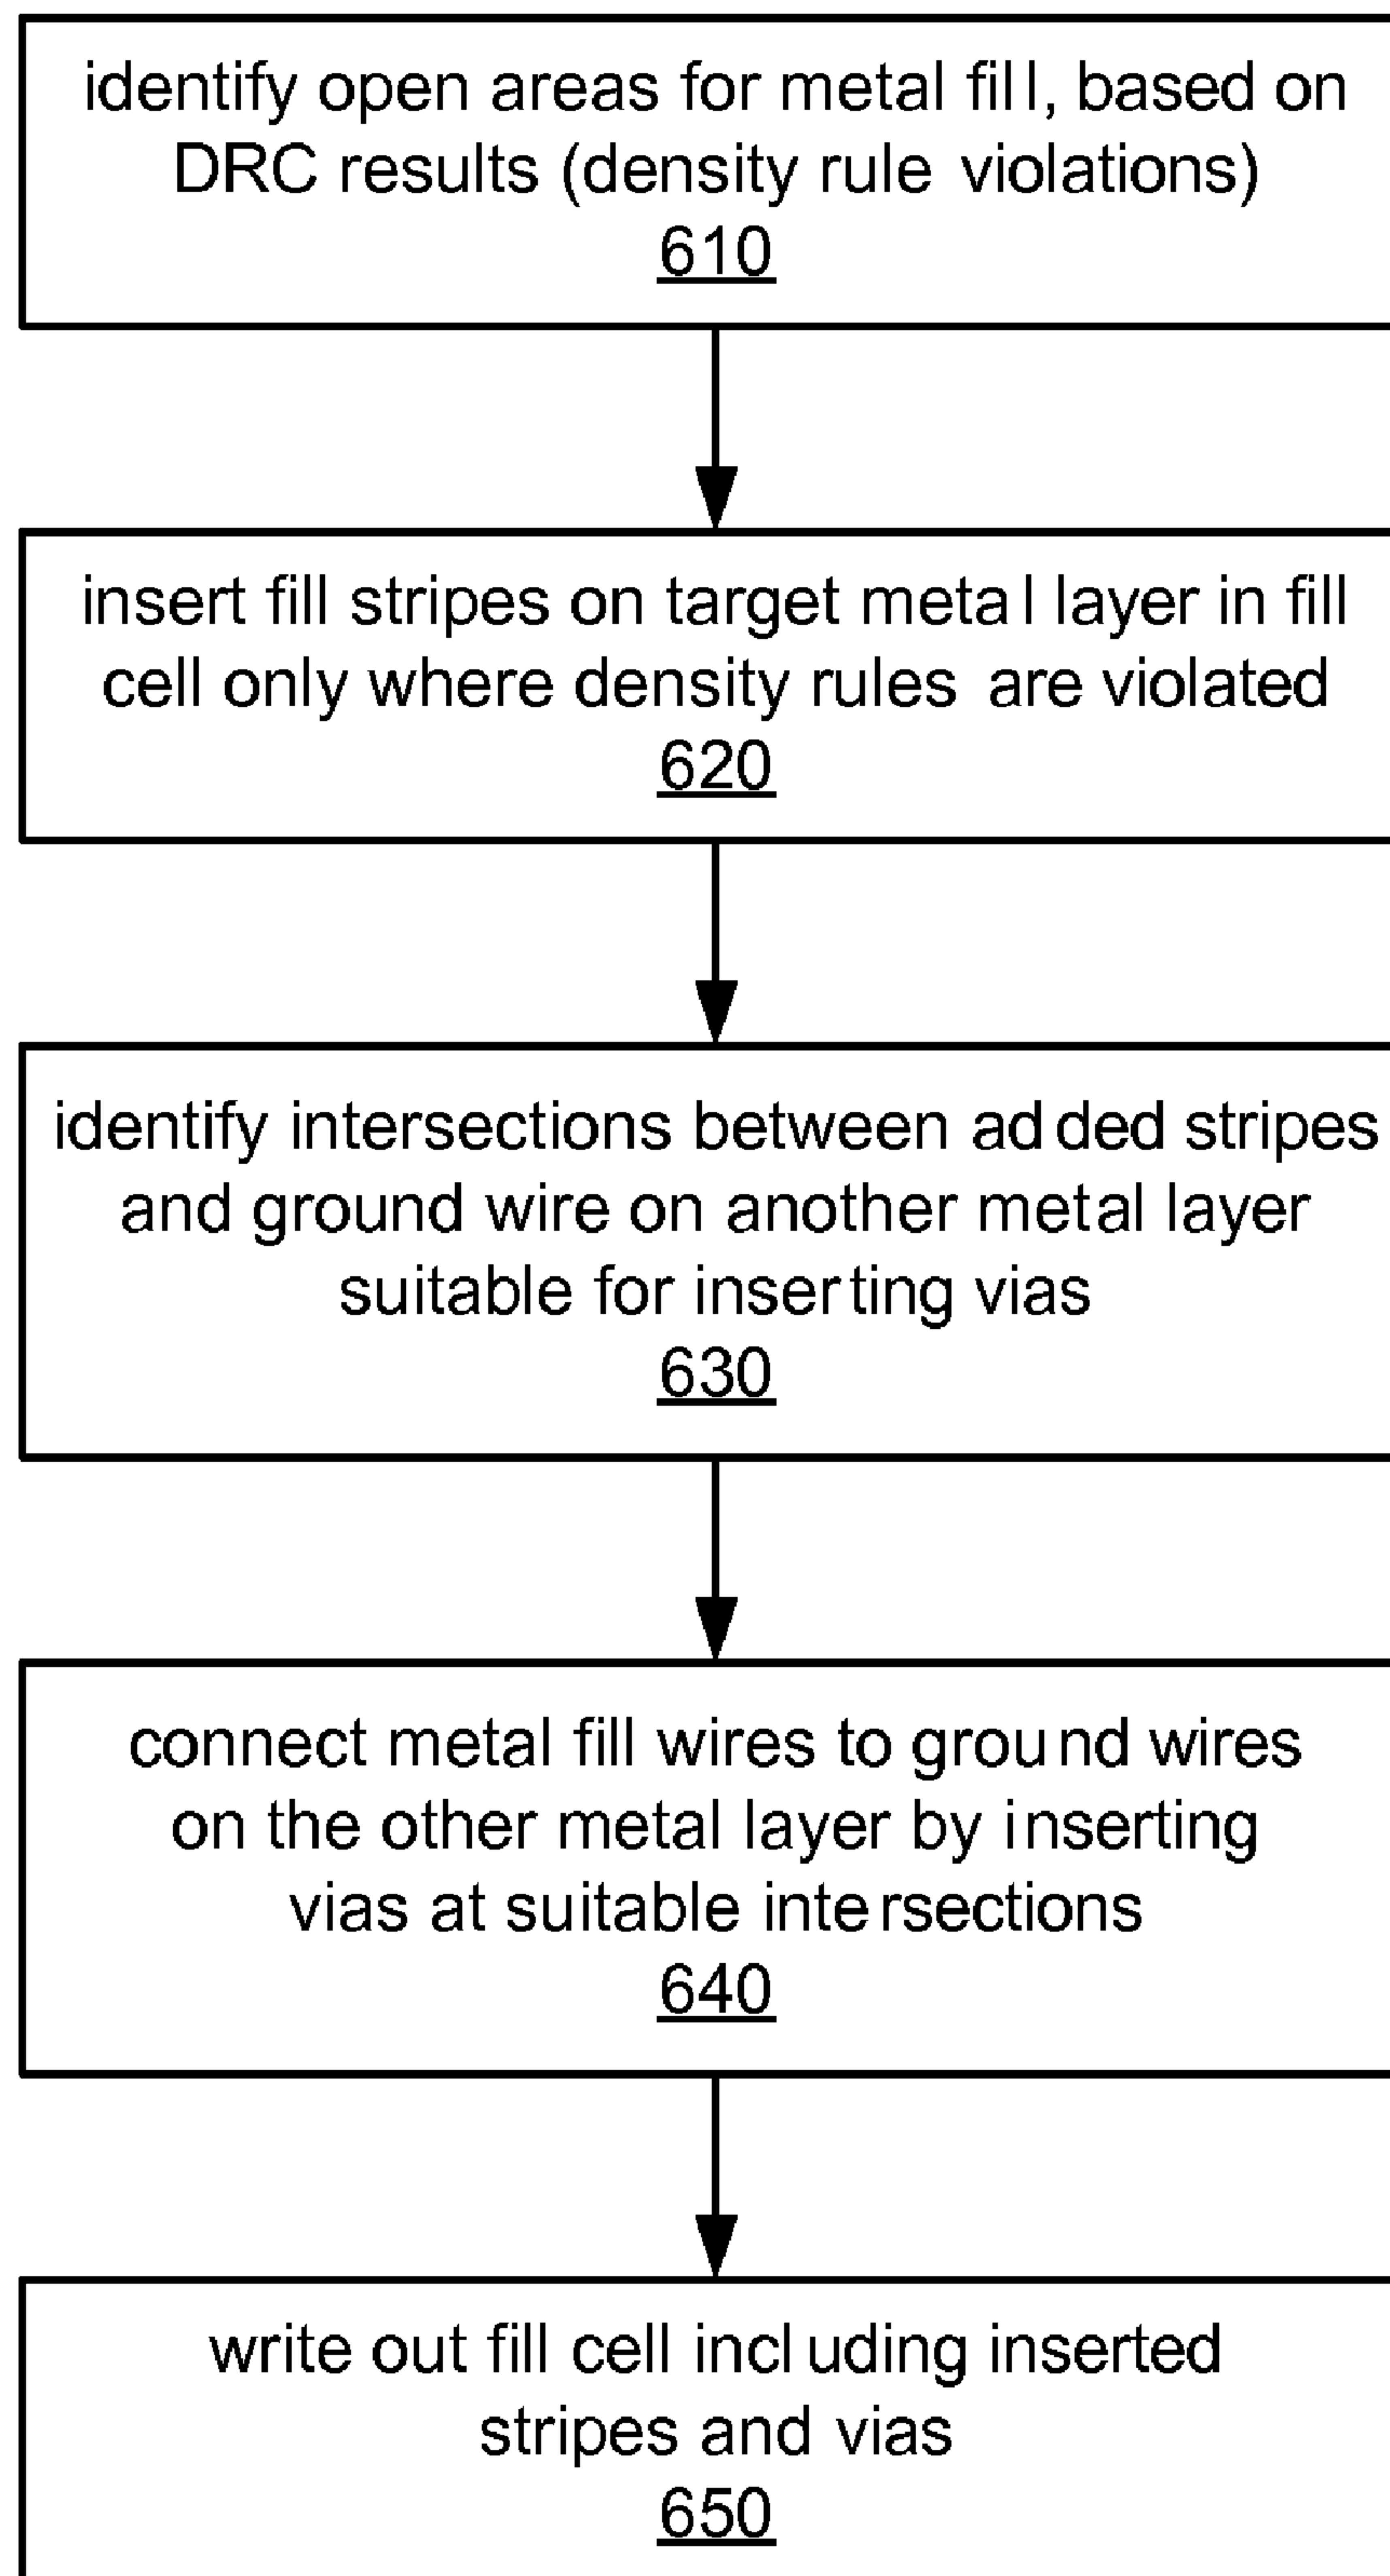 identify open areas for metal fill, based on
DRC results (density rule violations)
610
insert fill stripes on target metal layer in fill
cell only where density rules are violated
620
identify intersections between added stripes
and ground wire on another metal layer
suitable for inserting vias
630
connect metal fill wires to ground wires
on the other metal layer by inserting
vias at suitable intersections
640
write out fill cell including inserted
stripes and vias
650